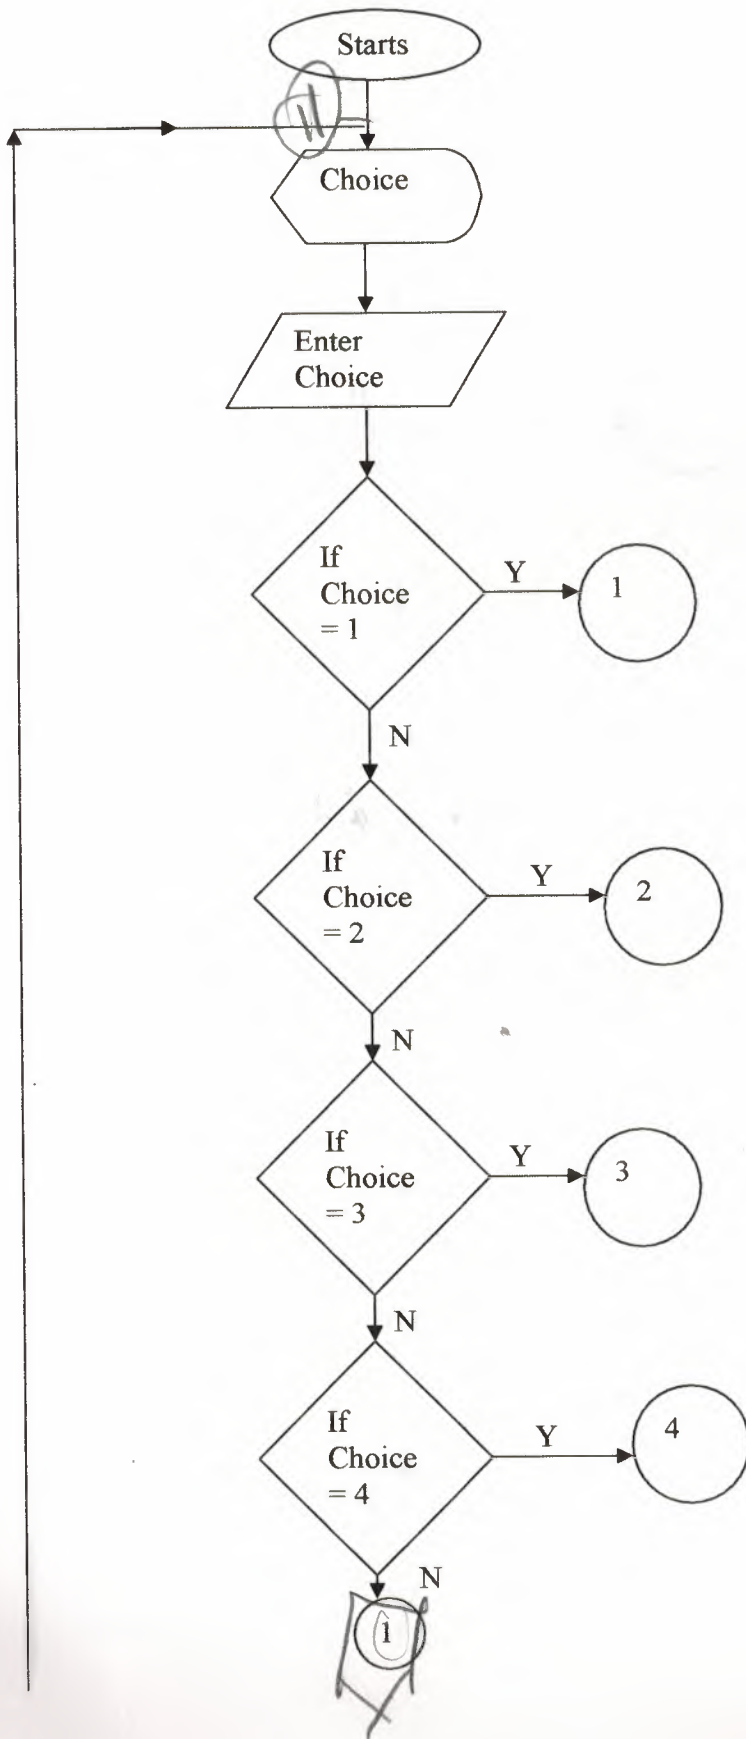 Starts
11
Choice
Enter
Choice
If
Choice
= 1
Y
1
N
If
Choice
= 2
Y
2
N
If
Choice
= 3
Y
3
N
If
Choice
= 4
Y
4
N
1